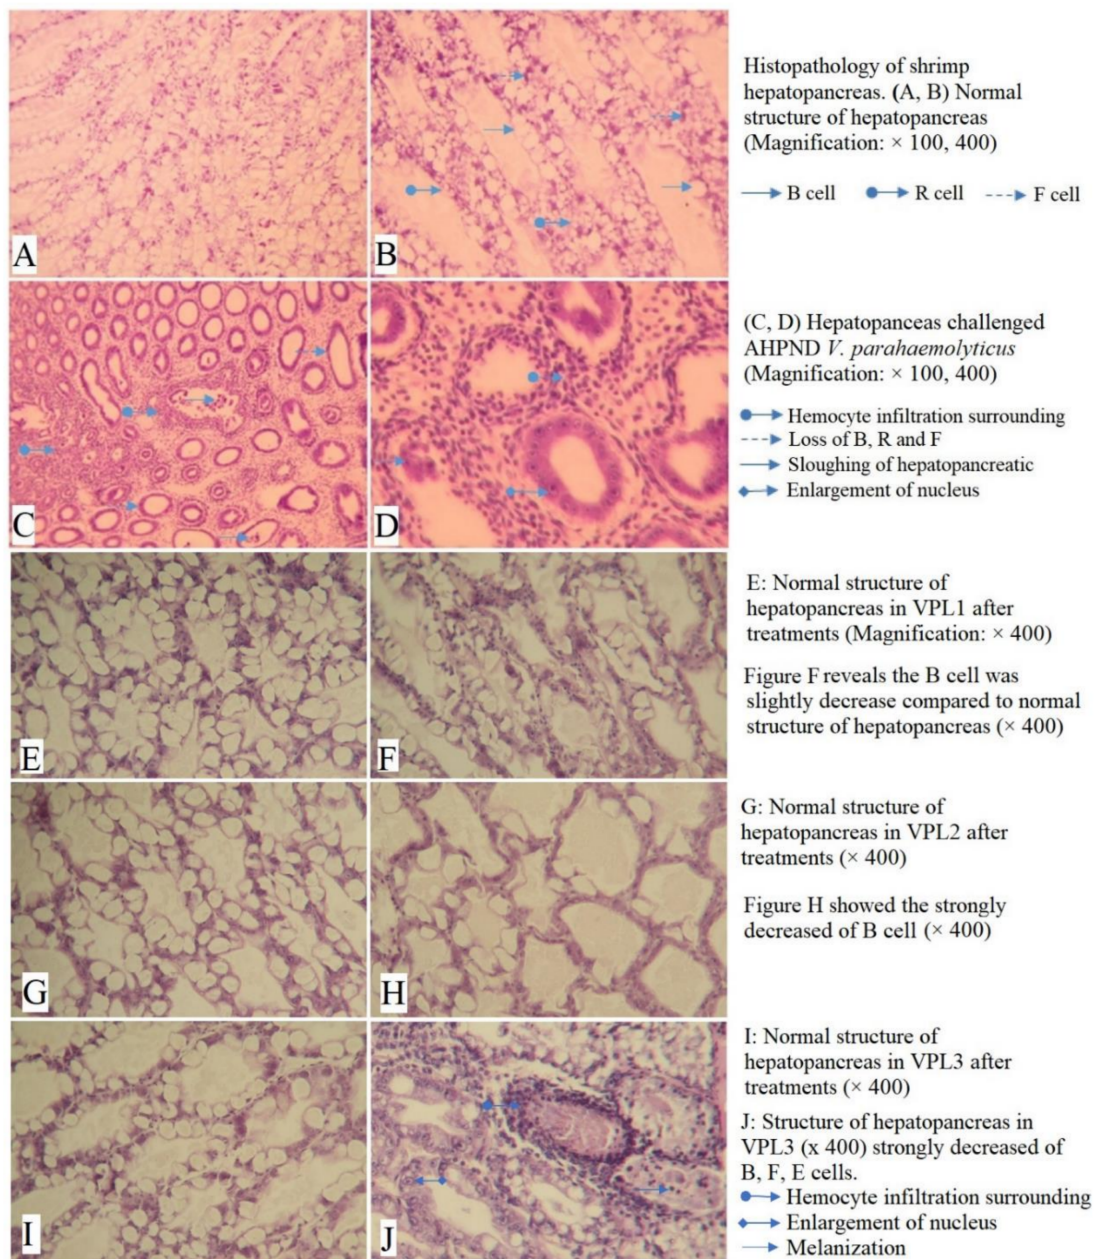 Histopathology of shrimp
hepatopancreas. (A, B) Normal
structure of hepatopancreas
(Magnification: × 100, 400)
B cell
R cell
F cell
A
B
(C, D) Hepatopanceas challenged
AHPND V. parahaemolyticus
(Magnification: × 100, 400)
Hemocyte infiltration surrounding
Loss of B, R and F
Sloughing of hepatopancreatic
Enlargement of nucleus
C
D
E: Normal structure of
hepatopancreas in VPL1 after
treatments (Magnification: × 400)
Figure F reveals the B cell was
slightly decrease compared to normal
structure of hepatopancreas (× 400)
E
F
G: Normal structure of
hepatopancreas in VPL2 after
treatments (× 400)
Figure H showed the strongly
decreased of B cell (× 400)
G
H
I: Normal structure of
hepatopancreas in VPL3 after
treatments (× 400)
J: Structure of hepatopancreas in
VPL3 (x 400) strongly decreased of
B, F, E cells.
Hemocyte infiltration surrounding
Enlargement of nucleus
Melanization
I
J